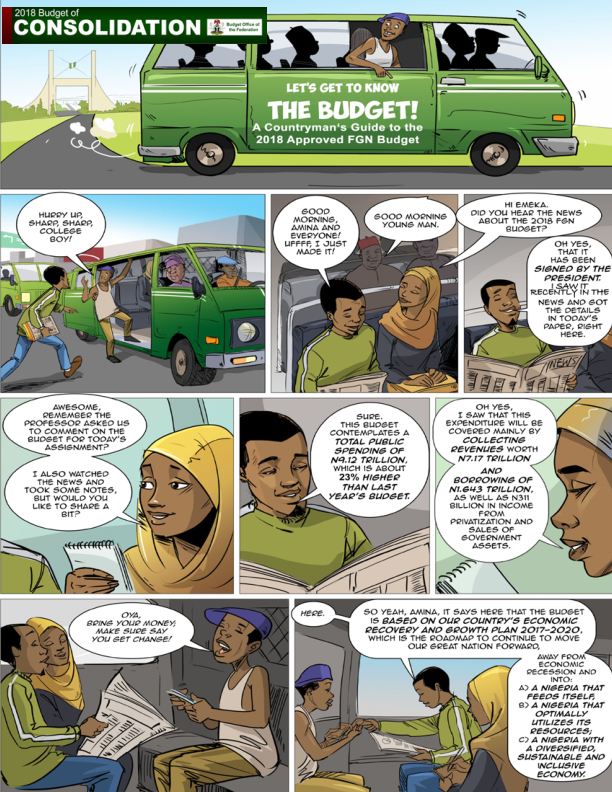 2018 Budget of
CONSOLIDATION
Budget Office of
the Federation
LET'S GET TO KNOW
THE BUDGET!
A Countryman's Guide to the
2018 Approved FGN Budget
HURRY UP,
SHARP, SHARP,
COLLEGE
BOY!
GOOD
MORNING,
AMINA AND
EVERYONE!
UFFFF, I JUST
MADE IT!
GOOD MORNING
YOUNG MAN.
HI EMEKA.
DID YOU HEAR THE NEWS
ABOUT THE 2018 FGN
BUDGET?
OH YES,
THAT IT
HAS BEEN
SIGNED BY THE
PRESIDENT.
I SAW IT
RECENTLY IN THE
NEWS AND GOT
THE DETAILS
IN TODAY'S
PAPER, RIGHT
HERE.
NEWS
AWESOME,
REMEMBER THE
PROFESSOR ASKED US
TO COMMENT ON THE
BUDGET FOR TODAY'S
ASSIGNMENT?
I ALSO WATCHED
THE NEWS AND
TOOK SOME NOTES,
BUT WOULD YOU
LIKE TO SHARE A
BIT?
SURE.
THIS BUDGET
CONTEMPLATES A
TOTAL PUBLIC
SPENDING OF
N9.12 TRILLION,
WHICH IS ABOUT
23% HIGHER
THAN LAST
YEAR'S BUDGET.
OH YES,
I SAW THAT THIS
EXPENDITURE WILL BE
COVERED MAINLY BY
COLLECTING
REVENUES WORTH
N7.17 TRILLION
AND
BORROWING OF
N1.643 TRILLION,
AS WELL AS N311
BILLION IN INCOME
FROM
PRIVATIZATION AND
SALES OF
GOVERNMENT
ASSETS.
OYA,
BRING YOUR MONEY;
MAKE SURE SAY
YOU GET CHANGE!
HERE.
SO YEAH, AMINA, IT SAYS HERE THAT THE BUDGET
IS BASED ON OUR COUNTRY'S ECONOMIC
RECOVERY AND GROWTH PLAN 2017-2020,
WHICH IS THE ROADMAP TO CONTINUE TO MOVE
OUR GREAT NATION FORWARD,
AWAY FROM
ECONOMIC
RECESSION AND
INTO:
A) A NIGERIA THAT
FEEDS ITSELF,
B) A NIGERIA THAT
OPTIMALLY
UTILIZES ITS
RESOURCES;
C) A NIGERIA WITH
A DIVERSIFIED,
SUSTAINABLE AND
INCLUSIVE
ECONOMY.